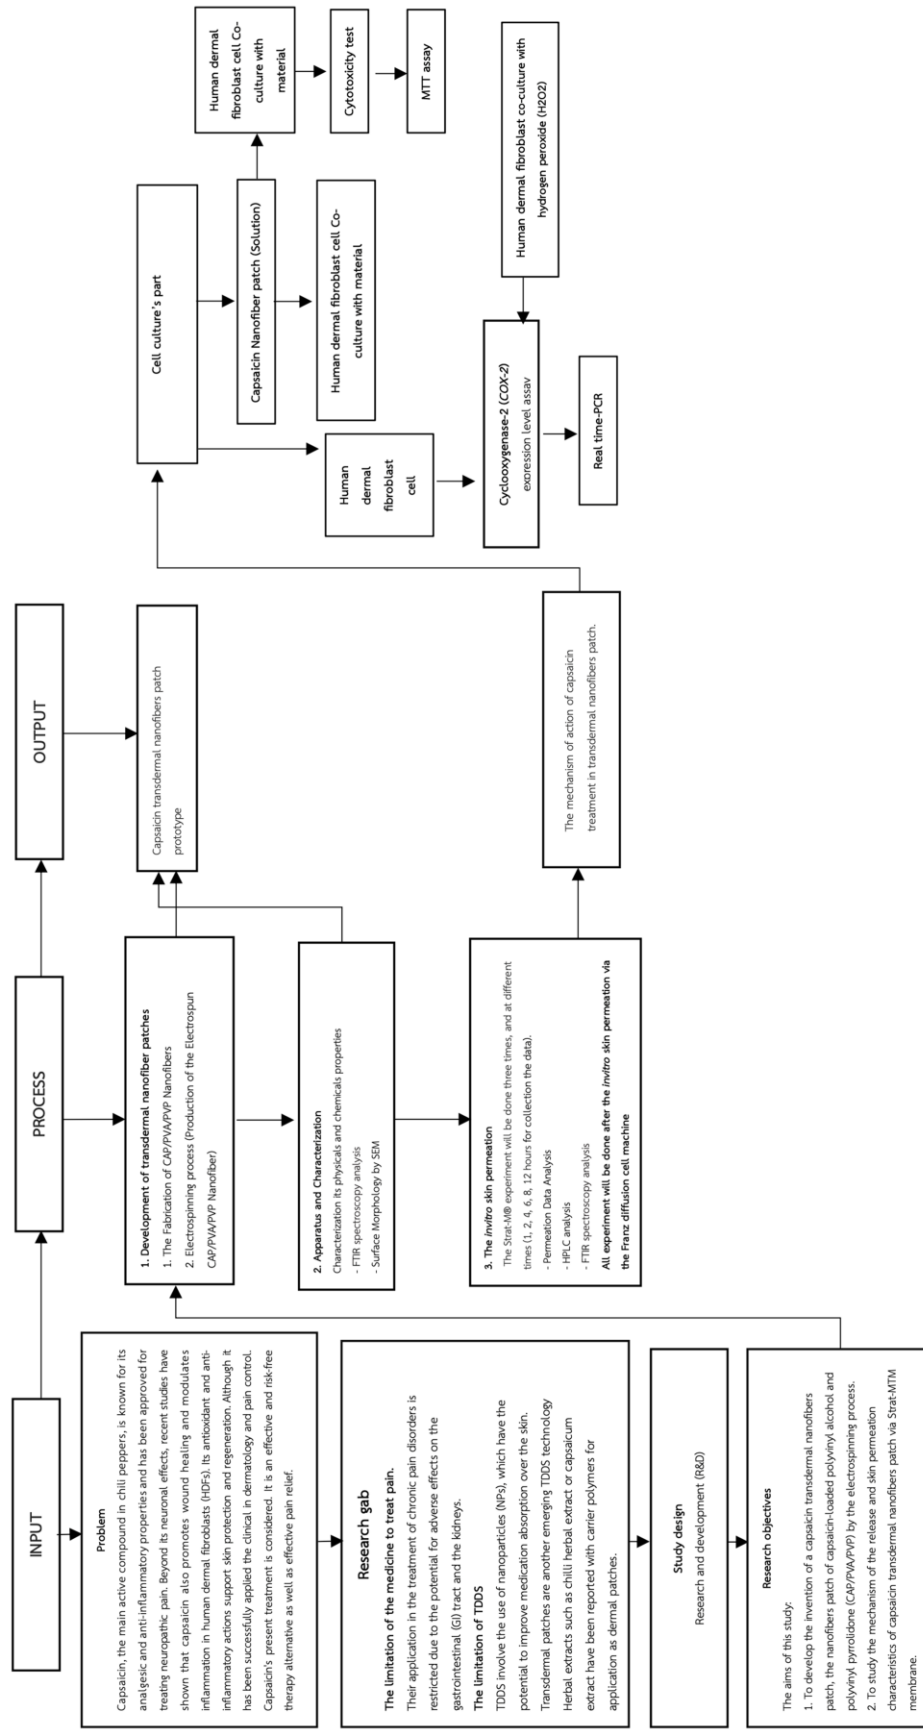 INPUT
PROCESS
OUTPUT
Problem
Capsaicin, the main active compound in chili peppers, is known for its
analgesic and anti-inflammatory properties and has been approved for
treating neuropathic pain. Beyond its neuronal effects, recent studies have
shown that capsaicin also promotes wound healing and modulates
inflammation in human dermal fibroblasts (HDFs). Its antioxidant and anti-
inflammatory actions support skin protection and regeneration. Although it
has been successfully applied the clinical in dermatology and pain control.
Capsaicin's present treatment is considered. It is an effective and risk-free
therapy alternative as well as effective pain relief.
Research gab
The limitation of the medicine to treat pain.
Their application in the treatment of chronic pain disorders is
restricted due to the potential for adverse effects on the
gastrointestinal (GI) tract and the kidneys.
The limitation of TDDS
TDDS involve the use of nanoparticles (NPs), which have the
potential to improve medication absorption over the skin.
Transdermal patches are another emerging TDDS technology
Herbal extracts such as chilli herbal extract or capsaicum
extract have been reported with carrier polymers for
application as dermal patches.
Study design
Research and development (R&D)
Research objectives
The aims of this study:
1. To develop the invention of a capsaicin transdermal nanofibers
patch, the nanofibers patch of capsaicin-loaded polyvinyl alcohol and
polyvinyl pyrrolidone (CAP/PVA/PVP) by the electrospinning process.
2. To study the mechanism of the release and skin permeation
characteristics of capsaicin transdermal nanofibers patch via Strat-MTM
membrane.
1. Development of transdermal nanofiber patches
1. The Fabrication of CAP/PVA/PVP Nanofibers
2. Electrospinning process (Production of the Electrospun
CAP/PVA/PVP Nanofiber)
2. Apparatus and Characterization
Characterization its physicals and chemicals properties
- FTIR spectroscopy analysis
- Surface Morphology by SEM
3. The invitro skin permeation
The Strat-M® experiment will be done three times, and at different
times (1, 2, 4, 6, 8, 12 hours for collection the data).
- Permeation Data Analysis
- HPLC analysis
- FTIR spectroscopy analysis
All experiment will be done after the invitro skin permeation via
the Franz diffusion cell machine
Capsaicin transdermal nanofibers patch
prototype
The mechanism of action of capsaicin
treatment in transdermal nanofibers patch.
Cell culture's part
Capsaicin Nanofiber patch (Solution)
Human dermal fibroblast cell Co-
culture with material
Human dermal
fibroblast cell Co-
culture with
material
Cytotoxicity test
MTT assay
Human
dermal
fibroblast
cell
Cyclooxygenase-2 (COX-2)
expression level assay
Real time-PCR
Human dermal fibroblast co-culture with
hydrogen peroxide (H2O2)